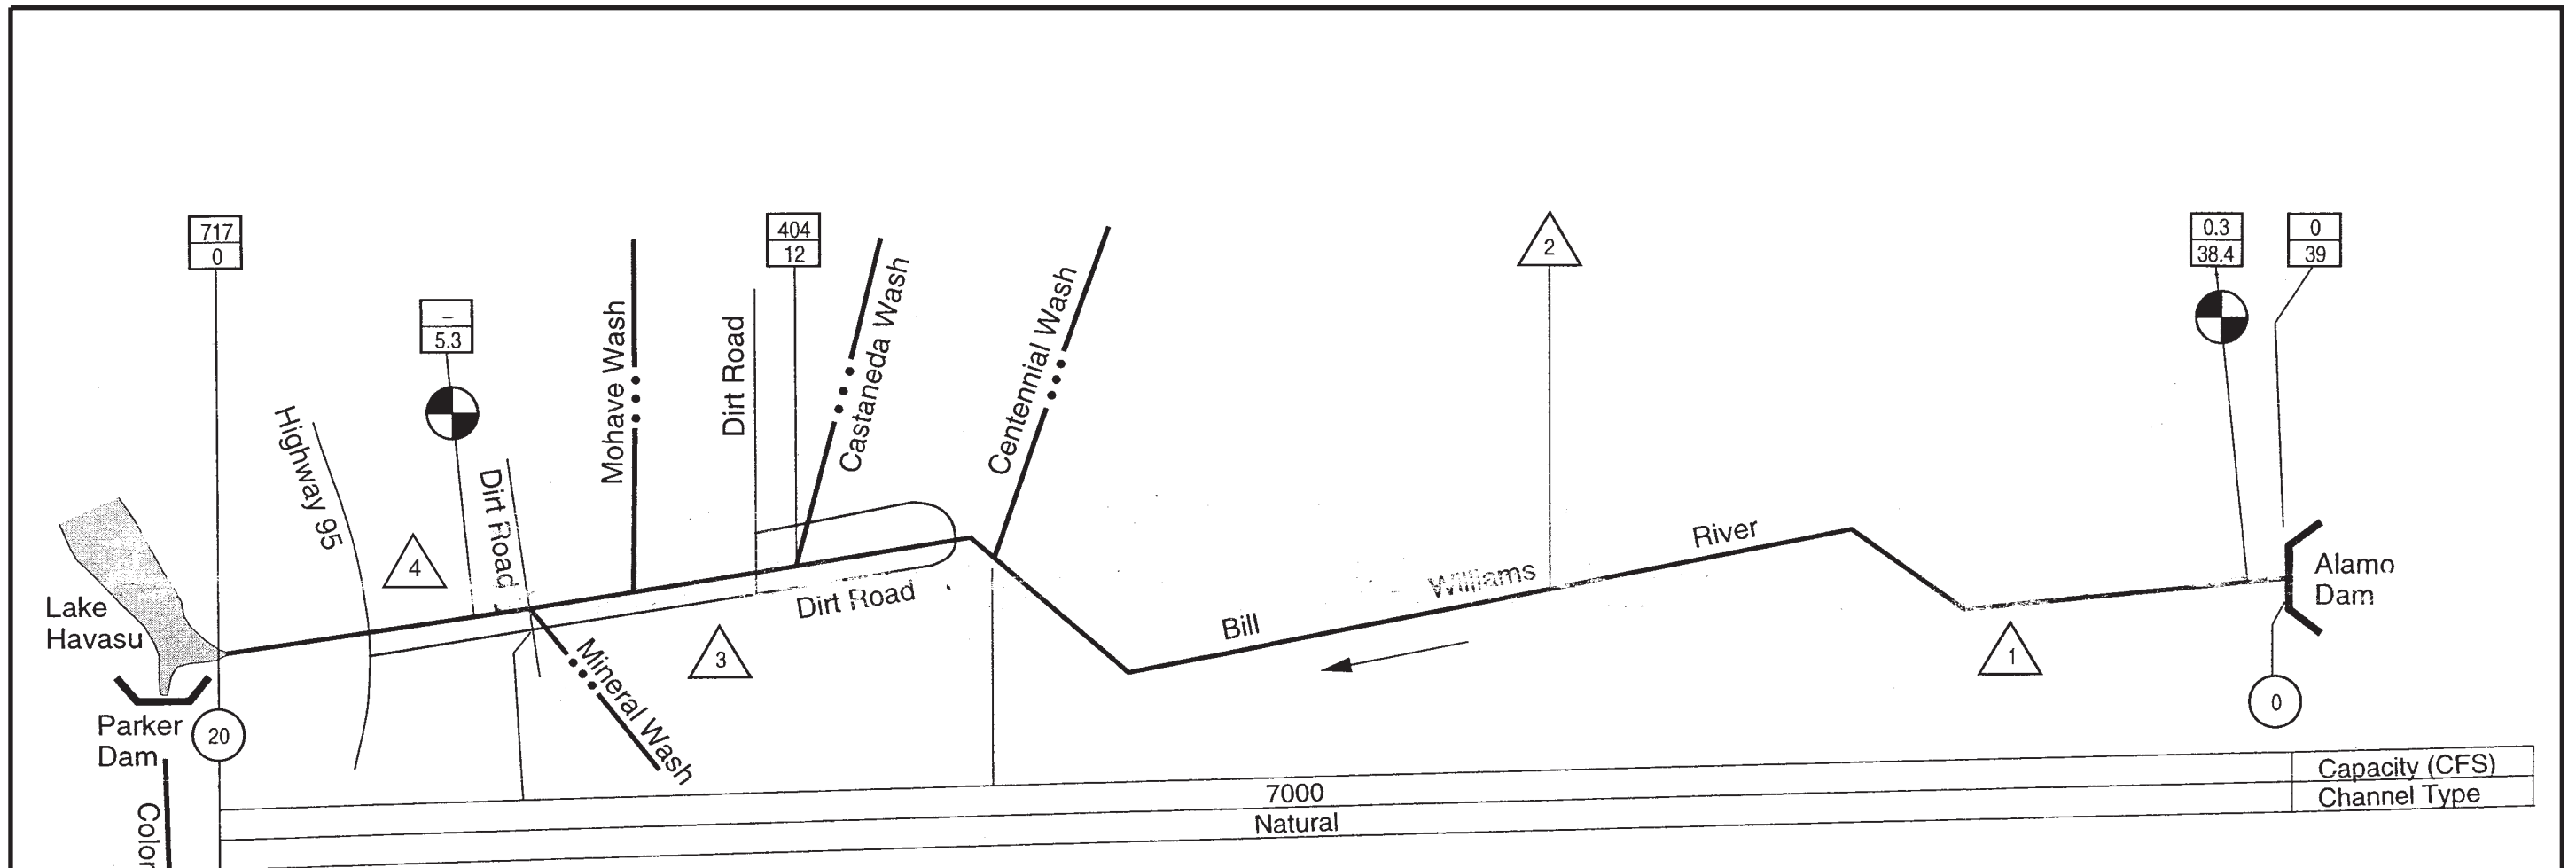 717
0
404
12
2
0.3
38.4
0
39
–
5.3
Mohave Wash
Dirt Road
Castaneda Wash
Centennial Wash
Highway 95
Dirt Road
4
River
Williams
Bill
Dirt Road
3
1
Alamo
Dam
Lake
Havasu
Mineral Wash
0
Parker
Dam
20
Capacity (CFS)
7000
Channel Type
Natural
Color